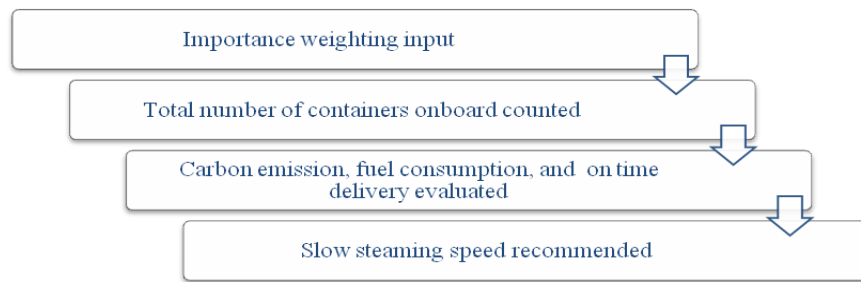 Importance weighting input
Total number of containers onboard counted
Carbon emission, fuel consumption, and on time
delivery evaluated
Slow steaming speed recommended